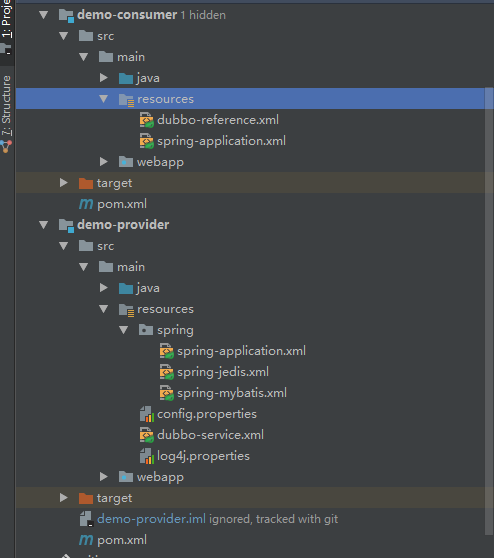 1: Proje
7: Structure
demo-consumer 1 hidden
src
main
java
resources
dubbo-reference.xml
spring-application.xml
webapp
target
pom.xml
demo-provider
src
main
java
resources
spring
spring-application.xml
spring-jedis.xml
spring-mybatis.xml
config.properties
dubbo-service.xml
log4j.properties
webapp
target
demo-provider.iml ignored, tracked with git
pom.xml